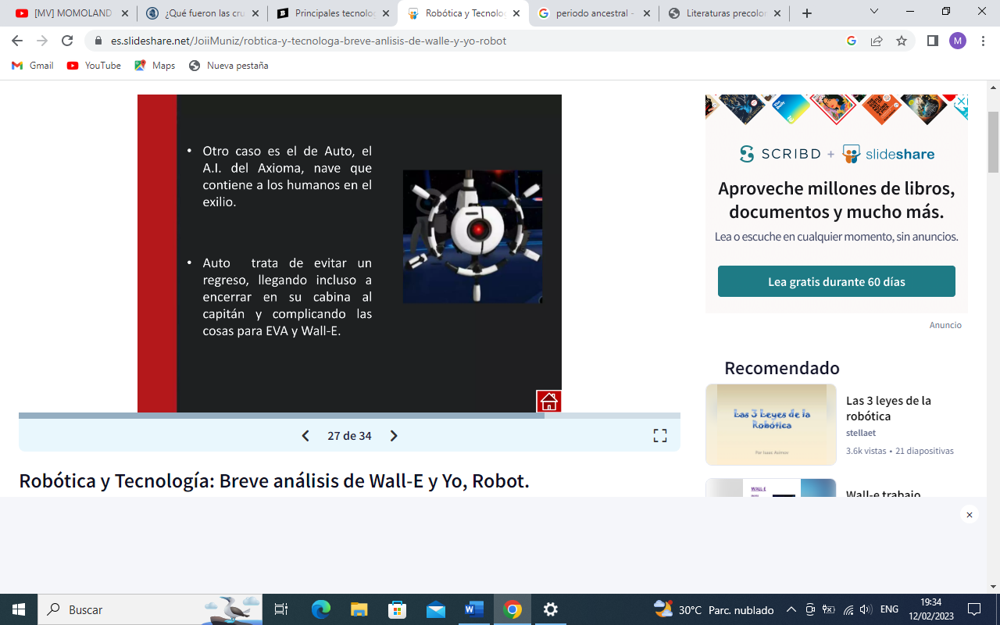 [MV] MOMOLAND
¿Qué fueron las cru
Principales tecnolog
Robótica y Tecnolo
periodo ancestral -
Literaturas precolor
es.slideshare.net/JoiiMuniz/robtica-y-tecnologa-breve-anlisis-de-walle-y-yo-robot
M
Gmail
YouTube
Maps
Nueva pestaña
• Otro caso es el de Auto, el
A.I. del Axioma, nave que
contiene a los humanos en el
exilio.
• Auto trata de evitar un
regreso, llegando incluso a
encerrar en su cabina al
capitán y complicando las
cosas para EVA y Wall-E.
27 de 34
Robótica y Tecnología: Breve análisis de Wall-E y Yo, Robot.
SCRIBD + slideshare
Aproveche millones de libros,
documentos y mucho más.
Lea o escuche en cualquier momento, sin anuncios.
Lea gratis durante 60 días
Anuncio
Recomendado
Las 3 Leyes de la
Robótica
Por Isaac Asimov
Las 3 leyes de la
robótica
stellaet
3.6k vistas • 21 diapositivas
WALL-E
Wall-e trabajo
Buscar
30°C Parc. nublado
ENG
19:34
12/02/2023